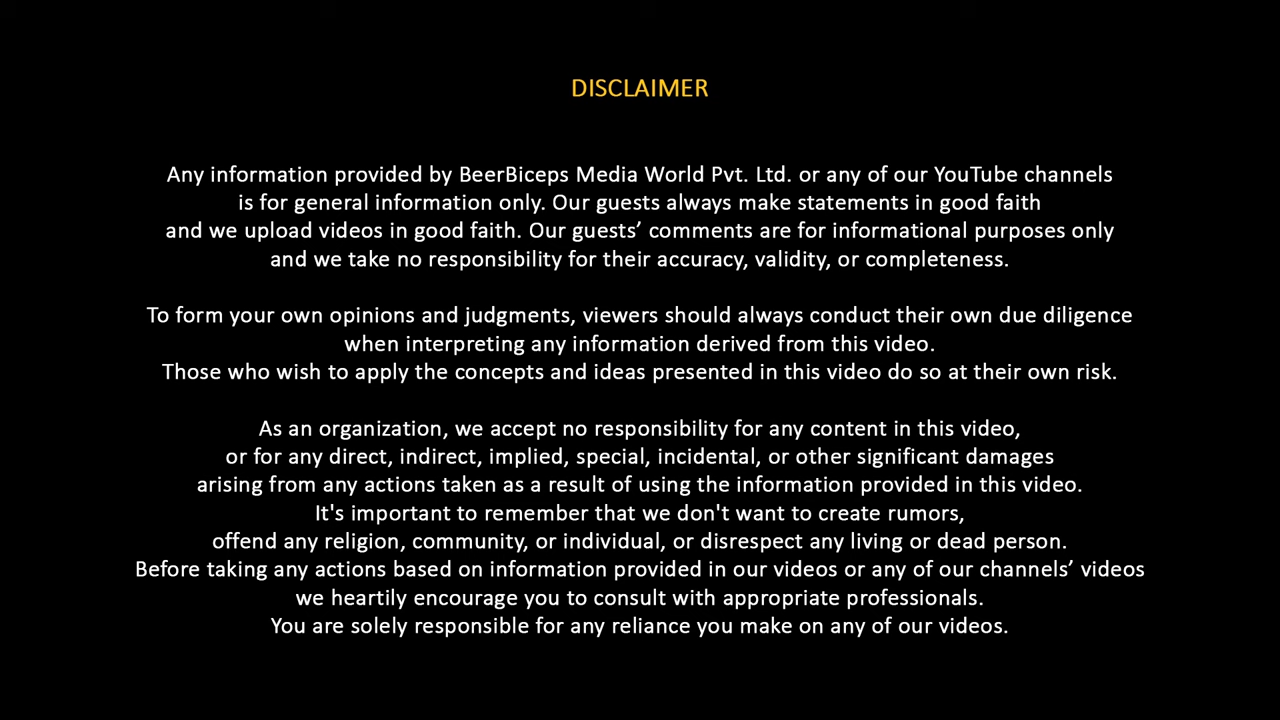 DISCLAIMER
Any information provided by BeerBiceps Media World Pvt. Ltd. or any of our YouTube channels
is for general information only. Our guests always make statements in good faith
and we upload videos in good faith. Our guests’ comments are for informational purposes only
and we take no responsibility for their accuracy, validity, or completeness.
To form your own opinions and judgments, viewers should always conduct their own due diligence
when interpreting any information derived from this video.
Those who wish to apply the concepts and ideas presented in this video do so at their own risk.
As an organization, we accept no responsibility for any content in this video,
or for any direct, indirect, implied, special, incidental, or other significant damages
arising from any actions taken as a result of using the information provided in this video.
It's important to remember that we don't want to create rumors,
offend any religion, community, or individual, or disrespect any living or dead person.
Before taking any actions based on information provided in our videos or any of our channels’ videos
we heartily encourage you to consult with appropriate professionals.
You are solely responsible for any reliance you make on any of our videos.